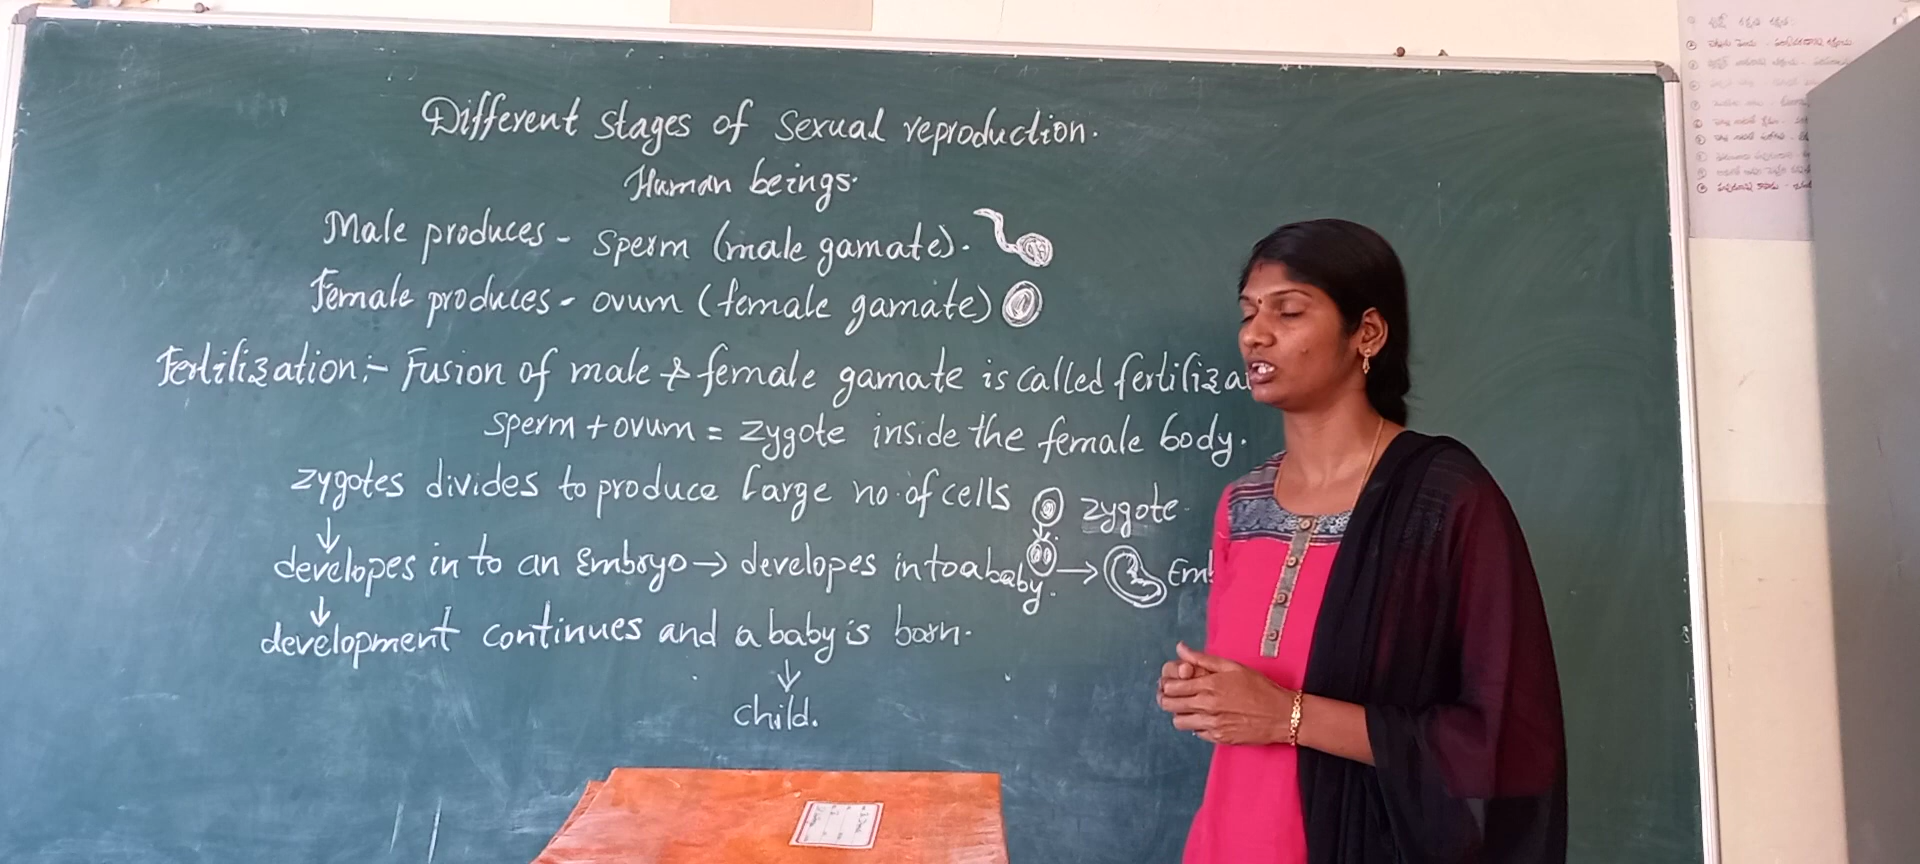 Different stages of sexual reproduction.
Human beings.
Male produces - sperm (male gamate).
Female produces - ovum (female gamate)
Fertilization :- Fusion of male & female gamate is called fertiliza
sperm + ovum = zygote inside the female body.
zygotes divides to produce large no. of cells
zygote
↓
developes in to an Embryo → developes into a baby. → Em
↓
development continues and a baby is born.
↓
child.